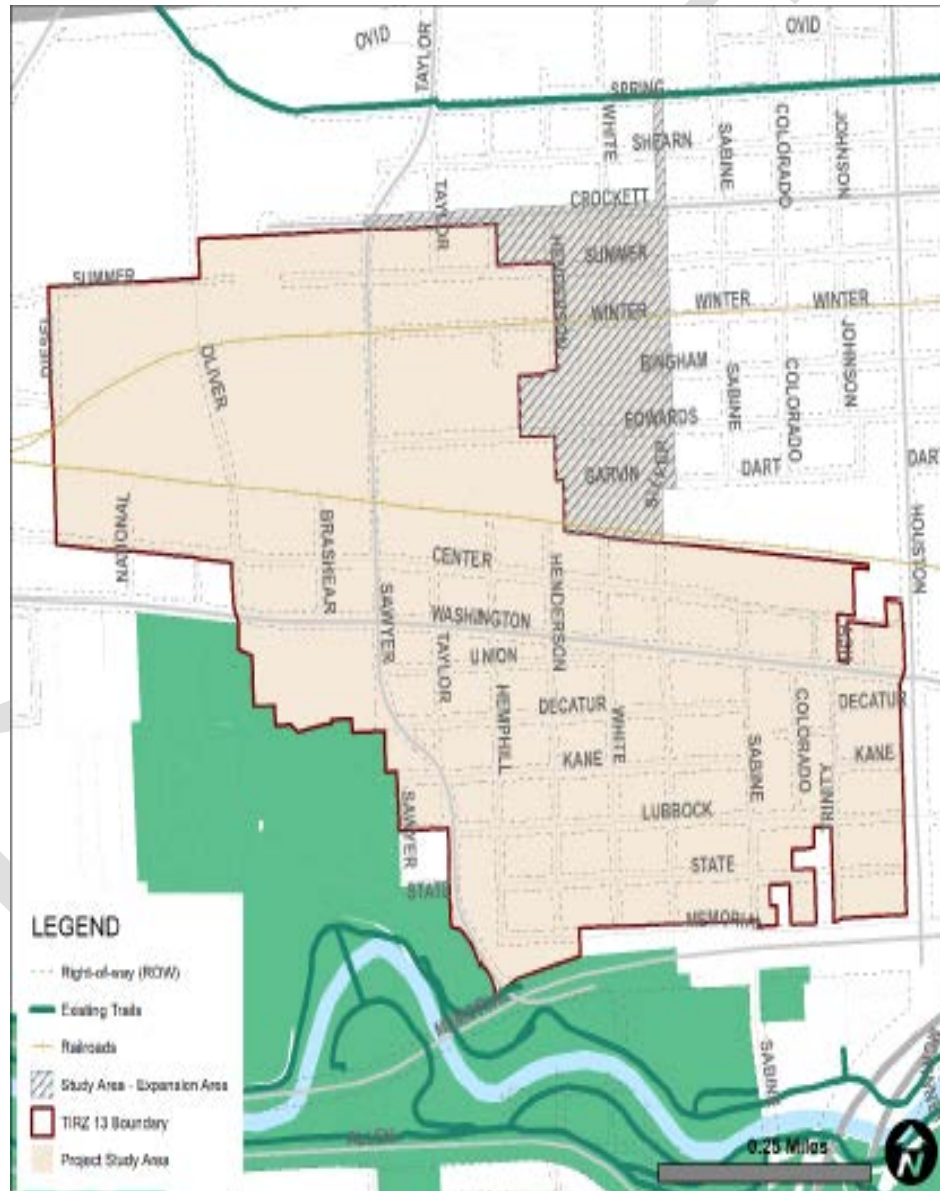 OVID
OVID
TAYLOR
SPRING
WHITE
SHEARN
SABINE
COLORADO
JOHNSON
TAYLOR
CROCKETT
SUMMER
HENDERSON
SUMMER
WINTER
WINTER
WINTER
OLIVER
BINGHAM
SABINE
COLORADO
JOHNSON
EDWARDS
GARVIN
DART
DART
NATIONAL
BRASHEAR
CENTER
HENDERSON
HOUSTON
SAWYER
WASHINGTON
TAYLOR
UNION
HEMPHILL
DECATUR
WHITE
COLORADO
DECATUR
KANE
SABINE
TRINITY
KANE
SAWYER
LUBBOCK
STATE
STATE
MEMORIAL
MEMORIAL
SABINE
ALLEN
LEGEND
Right-of-way (ROW)
Existing Trails
Railroads
Study Area - Expansion Area
TIRZ 13 Boundary
Project Study Area
0.25 Miles
N